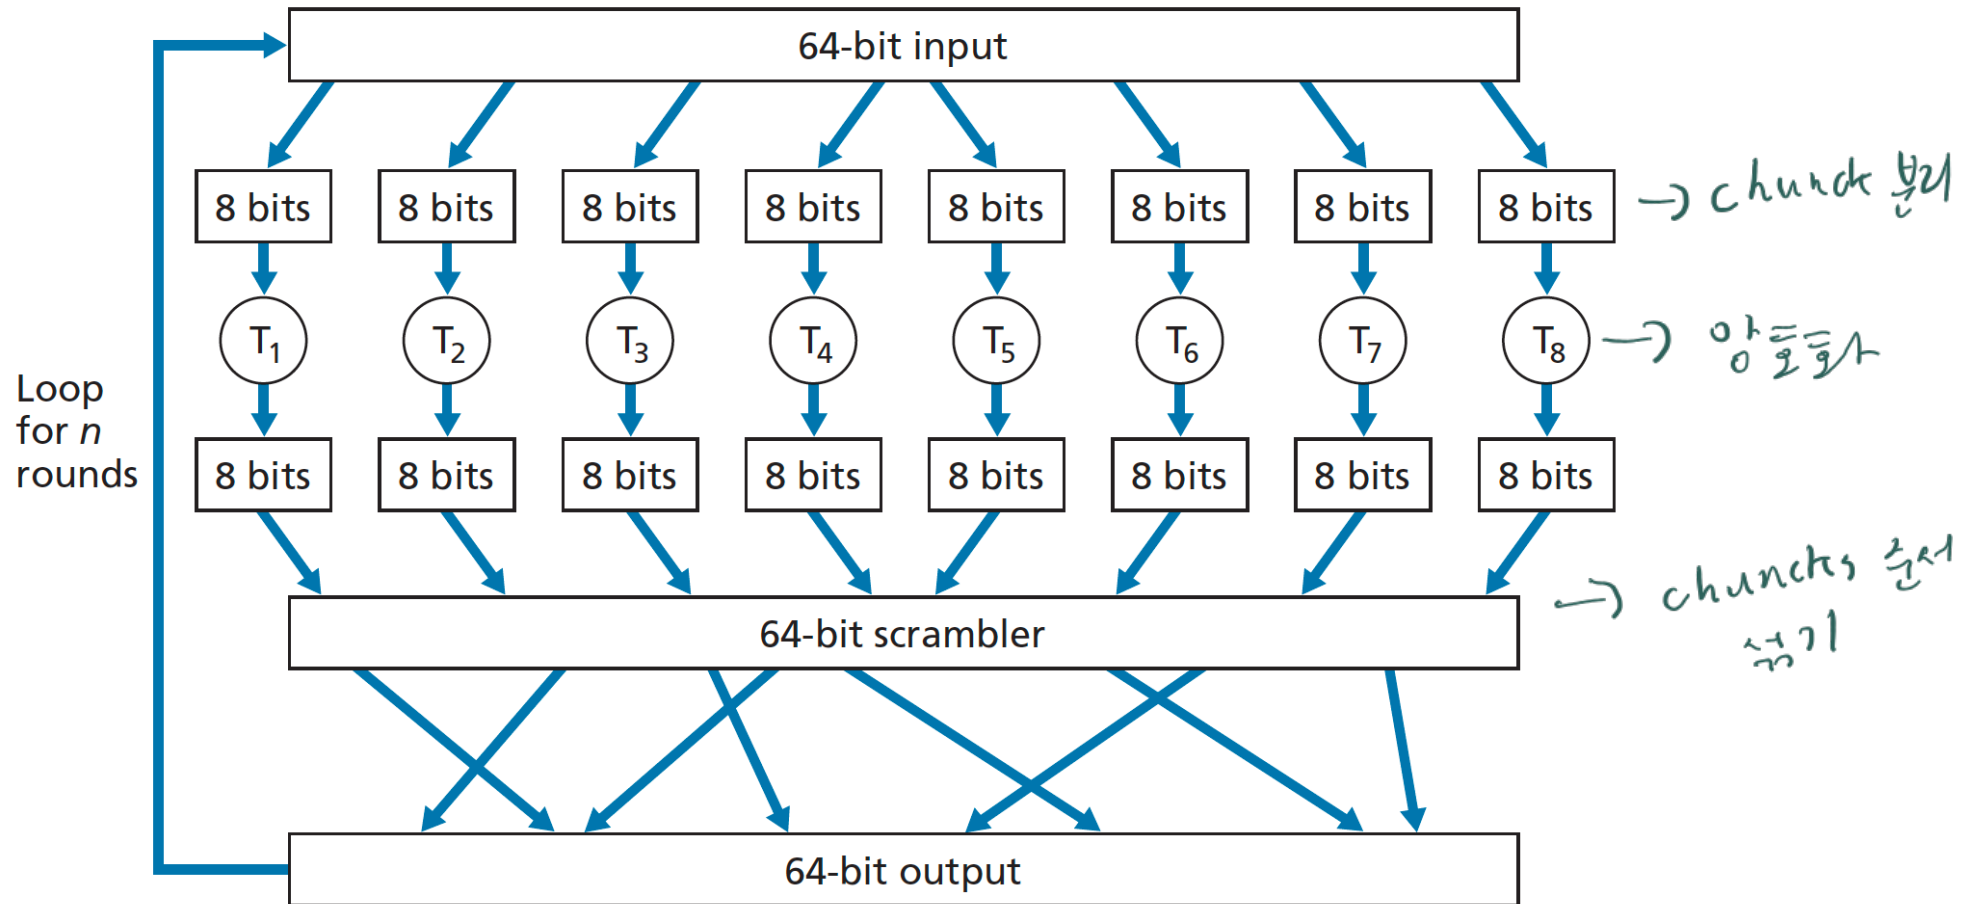 64-bit input
8 bits 8 bits 8 bits 8 bits 8 bits 8 bits 8 bits 8 bits
→ chunck 분리
T1 T2 T3 T4 T5 T6 T7 T8
→ 암호화
Loop
for n
rounds
8 bits 8 bits 8 bits 8 bits 8 bits 8 bits 8 bits 8 bits
64-bit scrambler
→ chuncks 순서
섞기
64-bit output